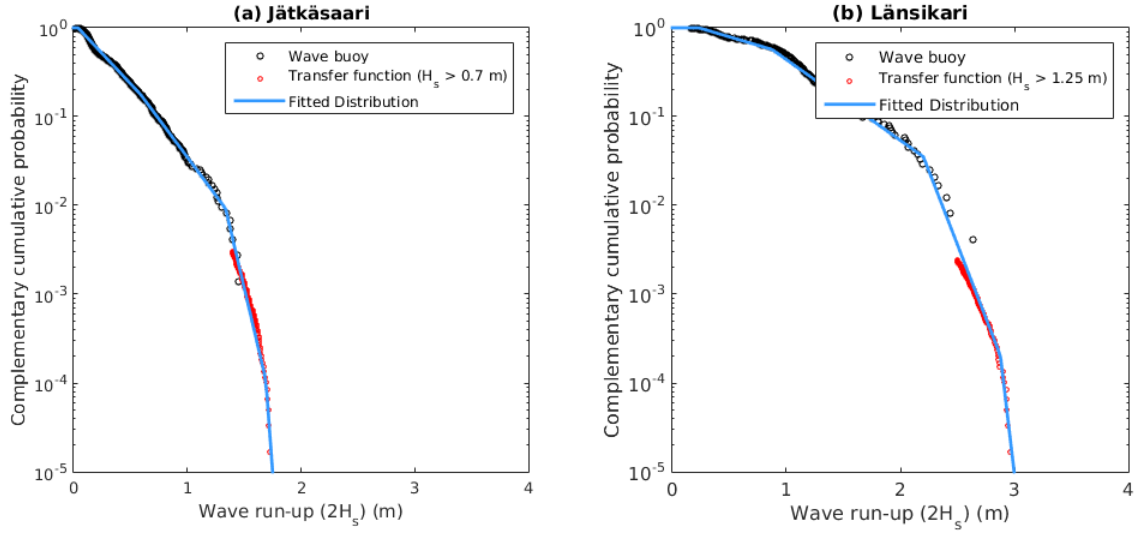 (a) Jätkäsaari
Complementary cumulative probability
10^0
10^-1
10^-2
10^-3
10^-4
10^-5
Wave buoy
Transfer function (H_s > 0.7 m)
Fitted Distribution
0 1 2 3 4
Wave run-up (2H_s) (m)
(b) Länsikari
Complementary cumulative probability
10^0
10^-1
10^-2
10^-3
10^-4
10^-5
Wave buoy
Transfer function (H_s > 1.25 m)
Fitted Distribution
0 1 2 3 4
Wave run-up (2H_s) (m)